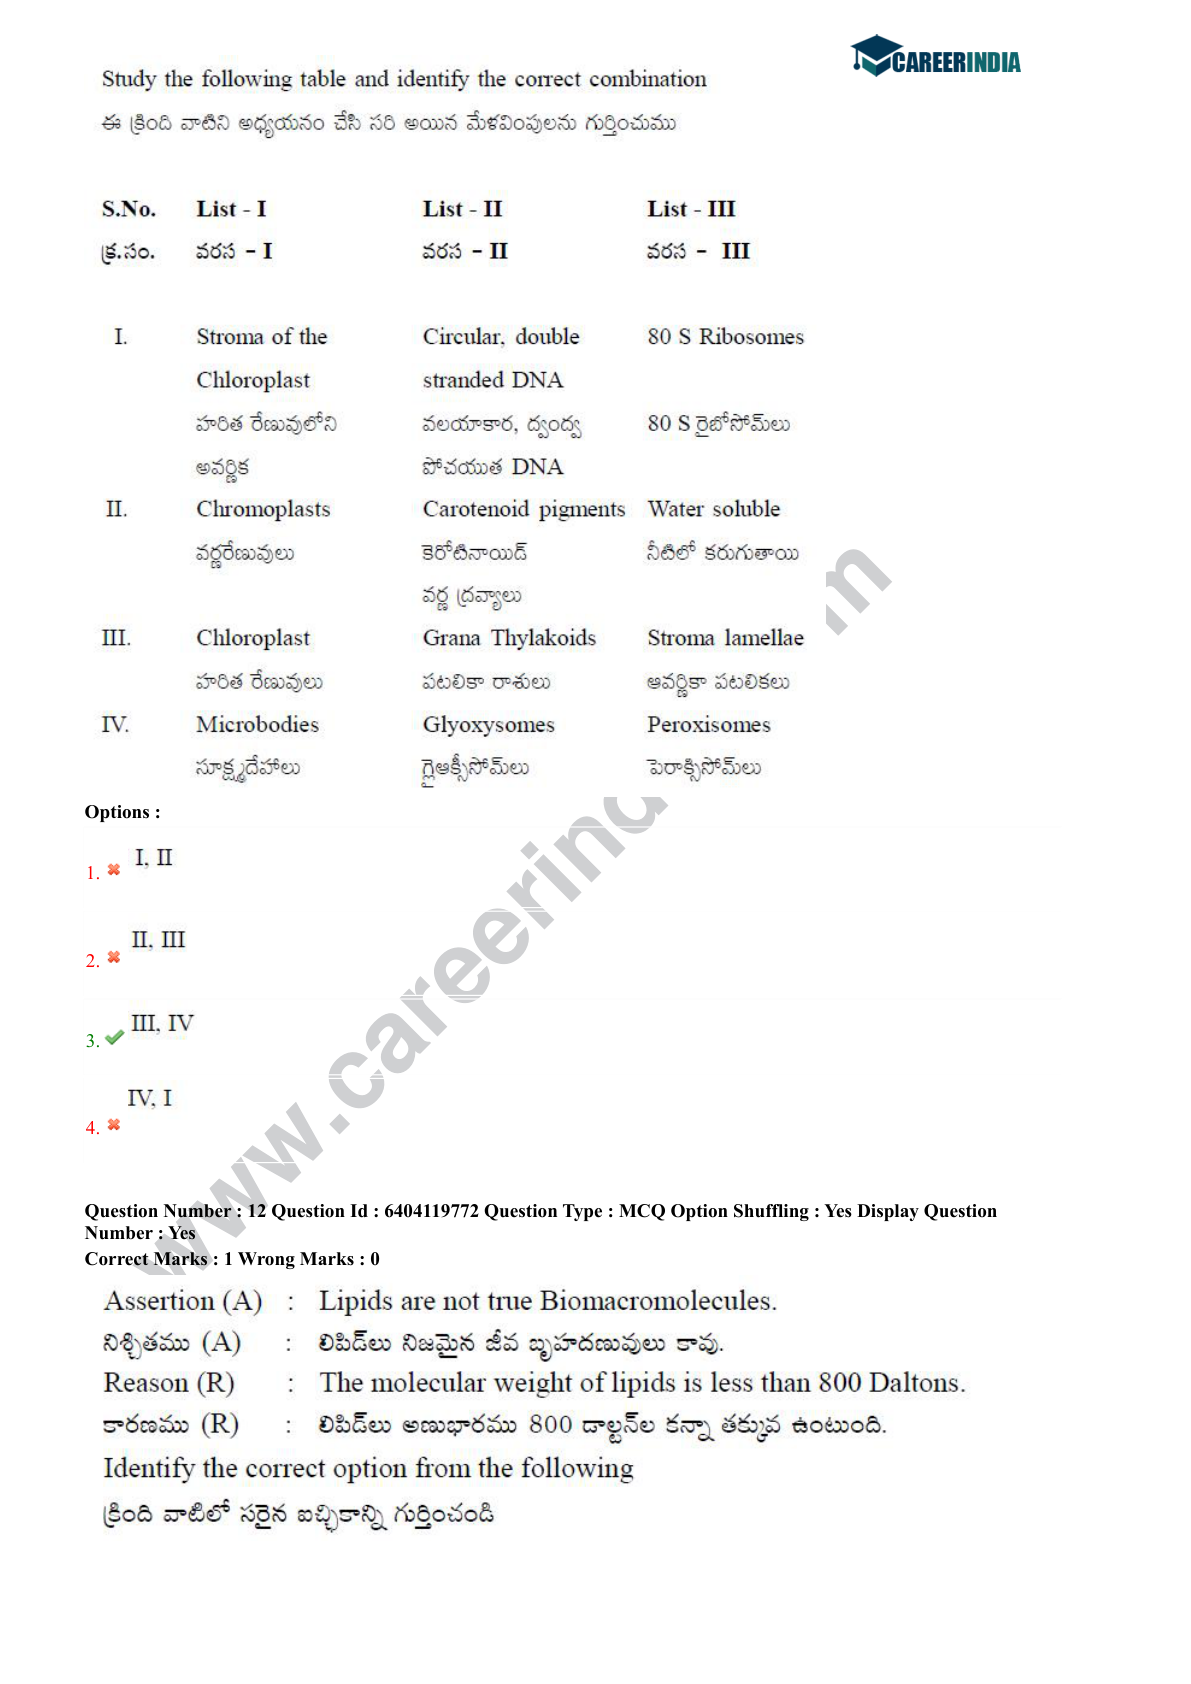 CAREERINDIA
Study the following table and identify the correct combination
ఈ క్రింది వాటిని అధ్యయనం చేసి సరి అయిన మేళవింపులను గుర్తించుము
S.No. List - I List - II List - III
క్ర.సం. వరస - I వరస - II వరస - III
I. Stroma of the Circular, double 80 S Ribosomes
Chloroplast stranded DNA
హరిత రేణువులోని వలయాకార, ద్వంద్వ 80 S రైబోసోమ్‌లు
అవర్ణిక పోచయుత DNA
II. Chromoplasts Carotenoid pigments Water soluble
వర్ణరేణువులు కెరోటినాయిడ్ నీటిలో కరుగుతాయి
వర్ణ ద్రవ్యాలు
III. Chloroplast Grana Thylakoids Stroma lamellae
హరిత రేణువులు పటలికా రాశులు ఆవర్ణికా పటలికలు
IV. Microbodies Glyoxysomes Peroxisomes
సూక్ష్మదేహాలు గ్లైఆక్సీసోమ్‌లు పెరాక్సిసోమ్‌లు
Options :
1. I, II
2. II, III
3. III, IV
4. IV, I
Question Number : 12 Question Id : 6404119772 Question Type : MCQ Option Shuffling : Yes Display Question
Number : Yes
Correct Marks : 1 Wrong Marks : 0
Assertion (A) : Lipids are not true Biomacromolecules.
నిశ్చితము (A) : లిపిడ్‌లు నిజమైన జీవ బృహదణువులు కావు.
Reason (R) : The molecular weight of lipids is less than 800 Daltons.
కారణము (R) : లిపిడ్‌లు అణుభారము 800 డాల్టన్‌ల కన్నా తక్కువ ఉంటుంది.
Identify the correct option from the following
క్రింది వాటిలో సరైన ఐచ్ఛికాన్ని గుర్తించండి